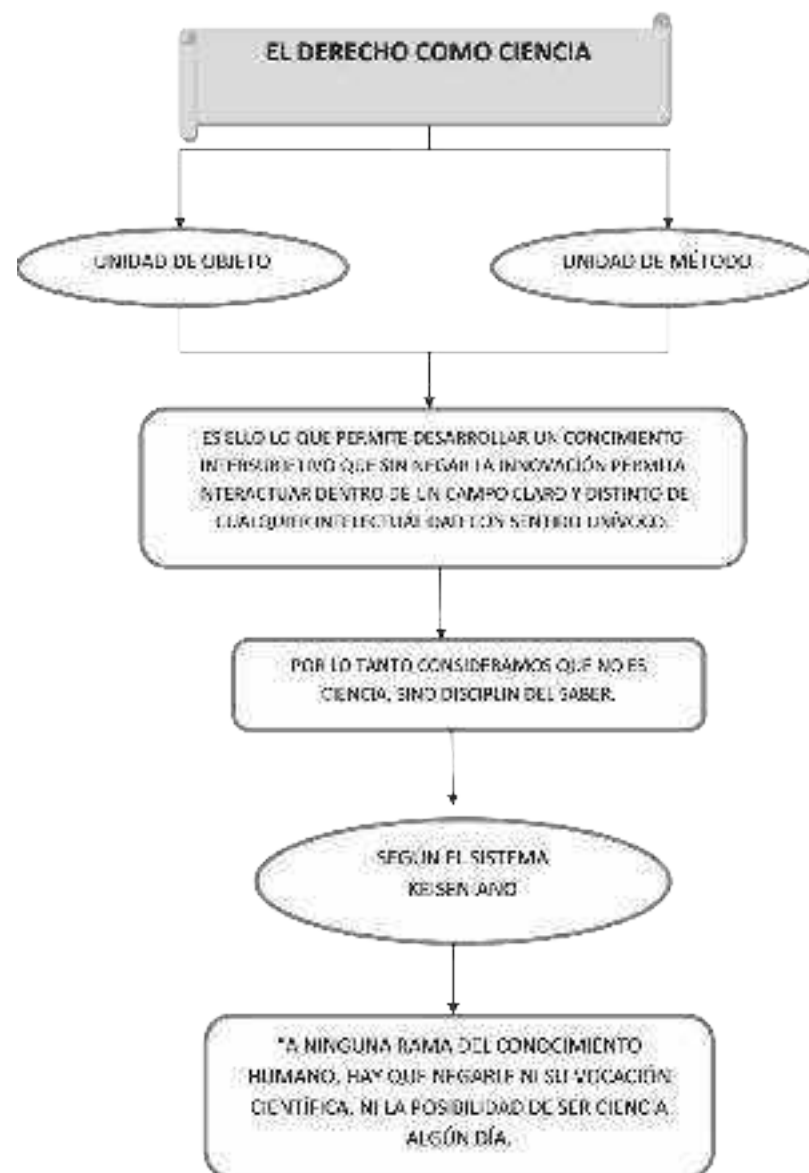 EL DERECHO COMO CIENCIA
UNIDAD DE OBJETO
UNIDAD DE MÉTODO
ES ELLO LO QUE PERMITE DESARROLLAR UN CONCIMIENTO
INTERSUBJETIVO QUE SIN NEGAR LA INNOVACIÓN PERMITA
INTERACTUAR DENTRO DE UN CAMPO CLARO Y DISTINTO DE
CUALQUIER INTELECTUALIDAD CON SENTIDO UNÍVOCO.
POR LO TANTO CONSIDERAMOS QUE NO ES
CIENCIA, SINO DISCIPLIN DEL SABER.
SEGÚN EL SISTEMA
KEISENIANO
"A NINGUNA RAMA DEL CONOCIMIENTO
HUMANO, HAY QUE NEGARLE NI SU VOCACIÓN
CIENTÍFICA, NI LA POSIBILIDAD DE SER CIENCIA
ALGÚN DÍA.